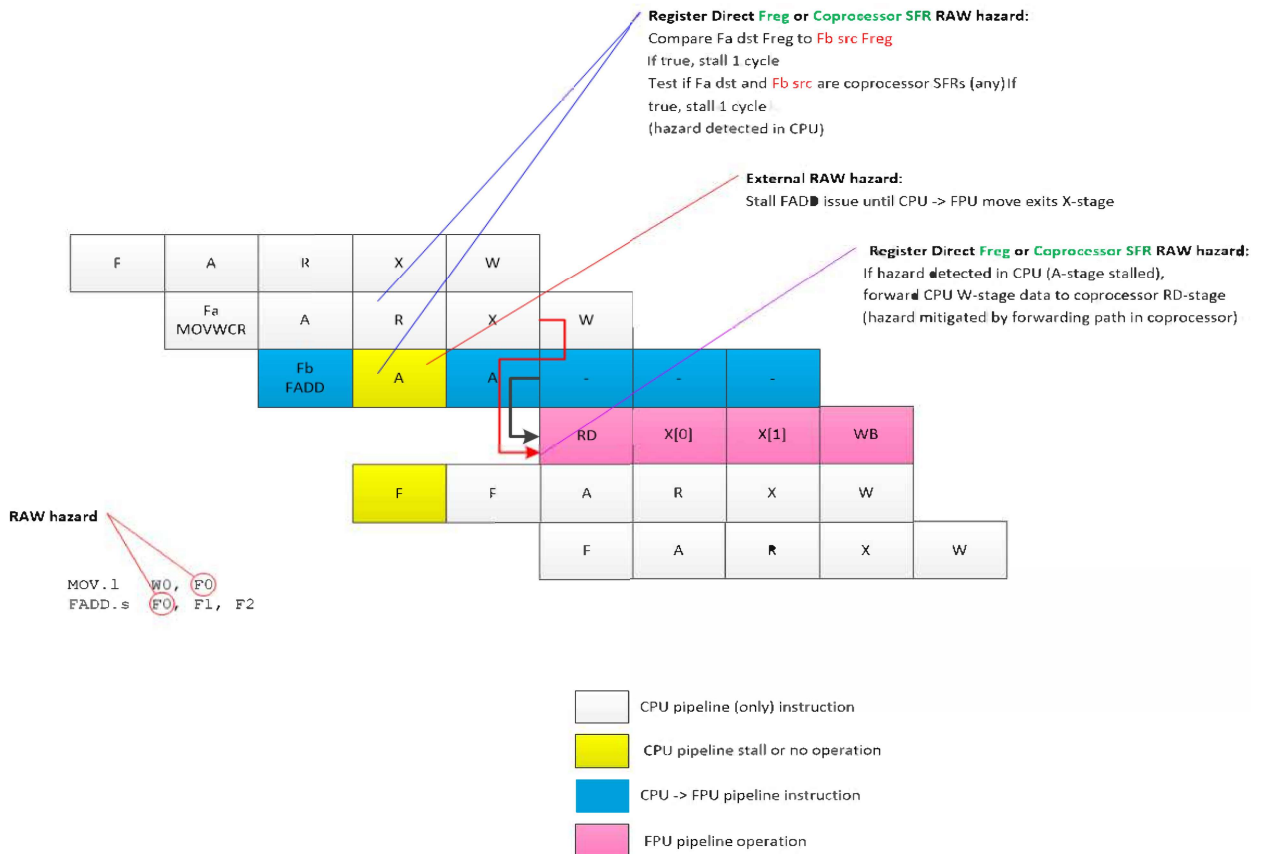 Register Direct Freg or Coprocessor SFR RAW hazard:
Compare Fa dst Freg to Fb src Freg
If true, stall 1 cycle
Test if Fa dst and Fb src are coprocessor SFRs (any)If
true, stall 1 cycle
(hazard detected in CPU)
External RAW hazard:
Stall FADD issue until CPU -> FPU move exits X-stage
Register Direct Freg or Coprocessor SFR RAW hazard:
If hazard detected in CPU (A-stage stalled),
forward CPU W-stage data to coprocessor RD-stage
(hazard mitigated by forwarding path in coprocessor)
F A R X W
Fa
MOVWCR A R X W
Fb
FADD A A - - -
RD X[0] X[1] WB
F F A R X W
F A R X W
RAW hazard
MOV.l W0, F0
FADD.s F0, F1, F2
CPU pipeline (only) instruction
CPU pipeline stall or no operation
CPU -> FPU pipeline instruction
FPU pipeline operation